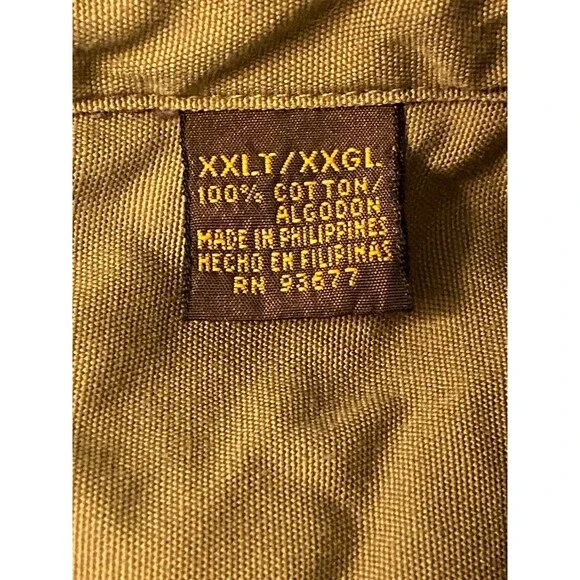 XXLT/XXGL
100% COTTON/
ALGODON
MADE IN PHILIPPINES
HECHO EN FILIPINAS
RN 93677